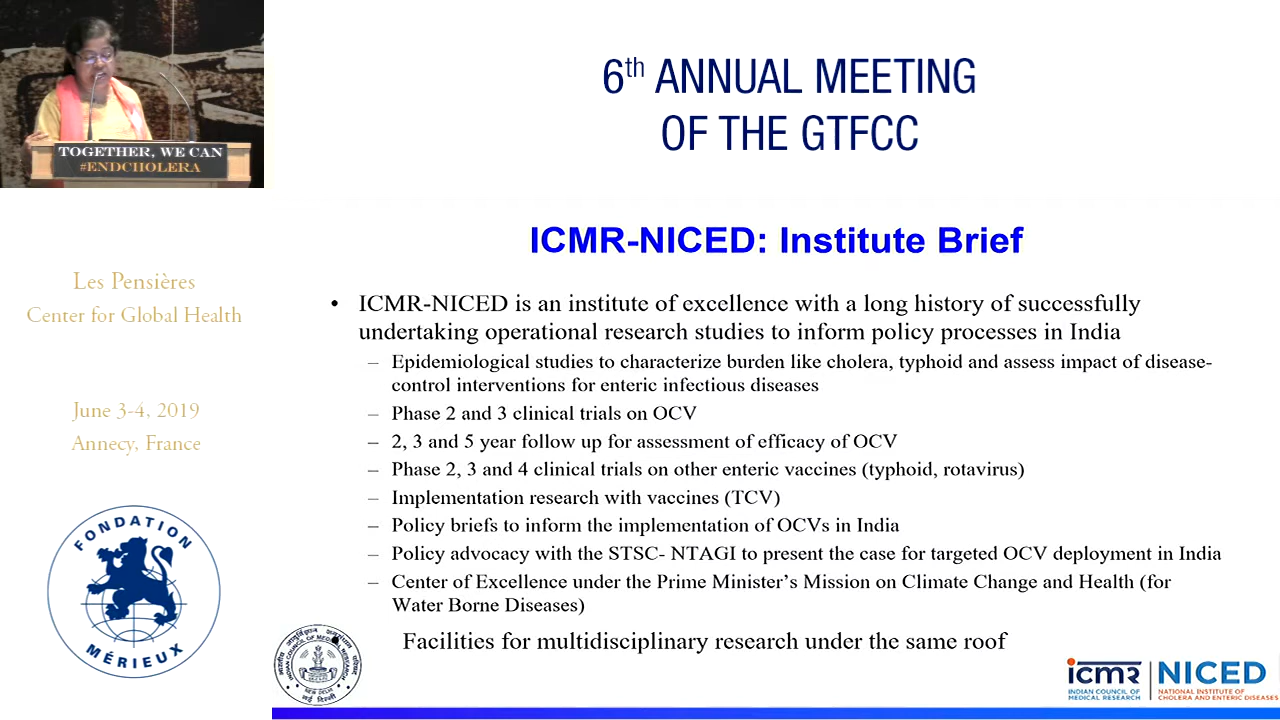 TOGETHER, WE CAN
#ENDCHOLERA
6th ANNUAL MEETING
OF THE GTFCC
Les Pensières
Center for Global Health
June 3-4, 2019
Annecy, France
FONDATION
MÉRIEUX
ICMR-NICED: Institute Brief
• ICMR-NICED is an institute of excellence with a long history of successfully
undertaking operational research studies to inform policy processes in India
– Epidemiological studies to characterize burden like cholera, typhoid and assess impact of disease-
control interventions for enteric infectious diseases
– Phase 2 and 3 clinical trials on OCV
– 2, 3 and 5 year follow up for assessment of efficacy of OCV
– Phase 2, 3 and 4 clinical trials on other enteric vaccines (typhoid, rotavirus)
– Implementation research with vaccines (TCV)
– Policy briefs to inform the implementation of OCVs in India
– Policy advocacy with the STSC- NTAGI to present the case for targeted OCV deployment in India
– Center of Excellence under the Prime Minister's Mission on Climate Change and Health (for
Water Borne Diseases)
Facilities for multidisciplinary research under the same roof
INDIAN COUNCIL OF MEDICAL RESEARCH
NEW DELHI
नई दिल्ली
icmr
INDIAN COUNCIL OF
MEDICAL RESEARCH
NICED
NATIONAL INSTITUTE OF
CHOLERA AND ENTERIC DISEASES